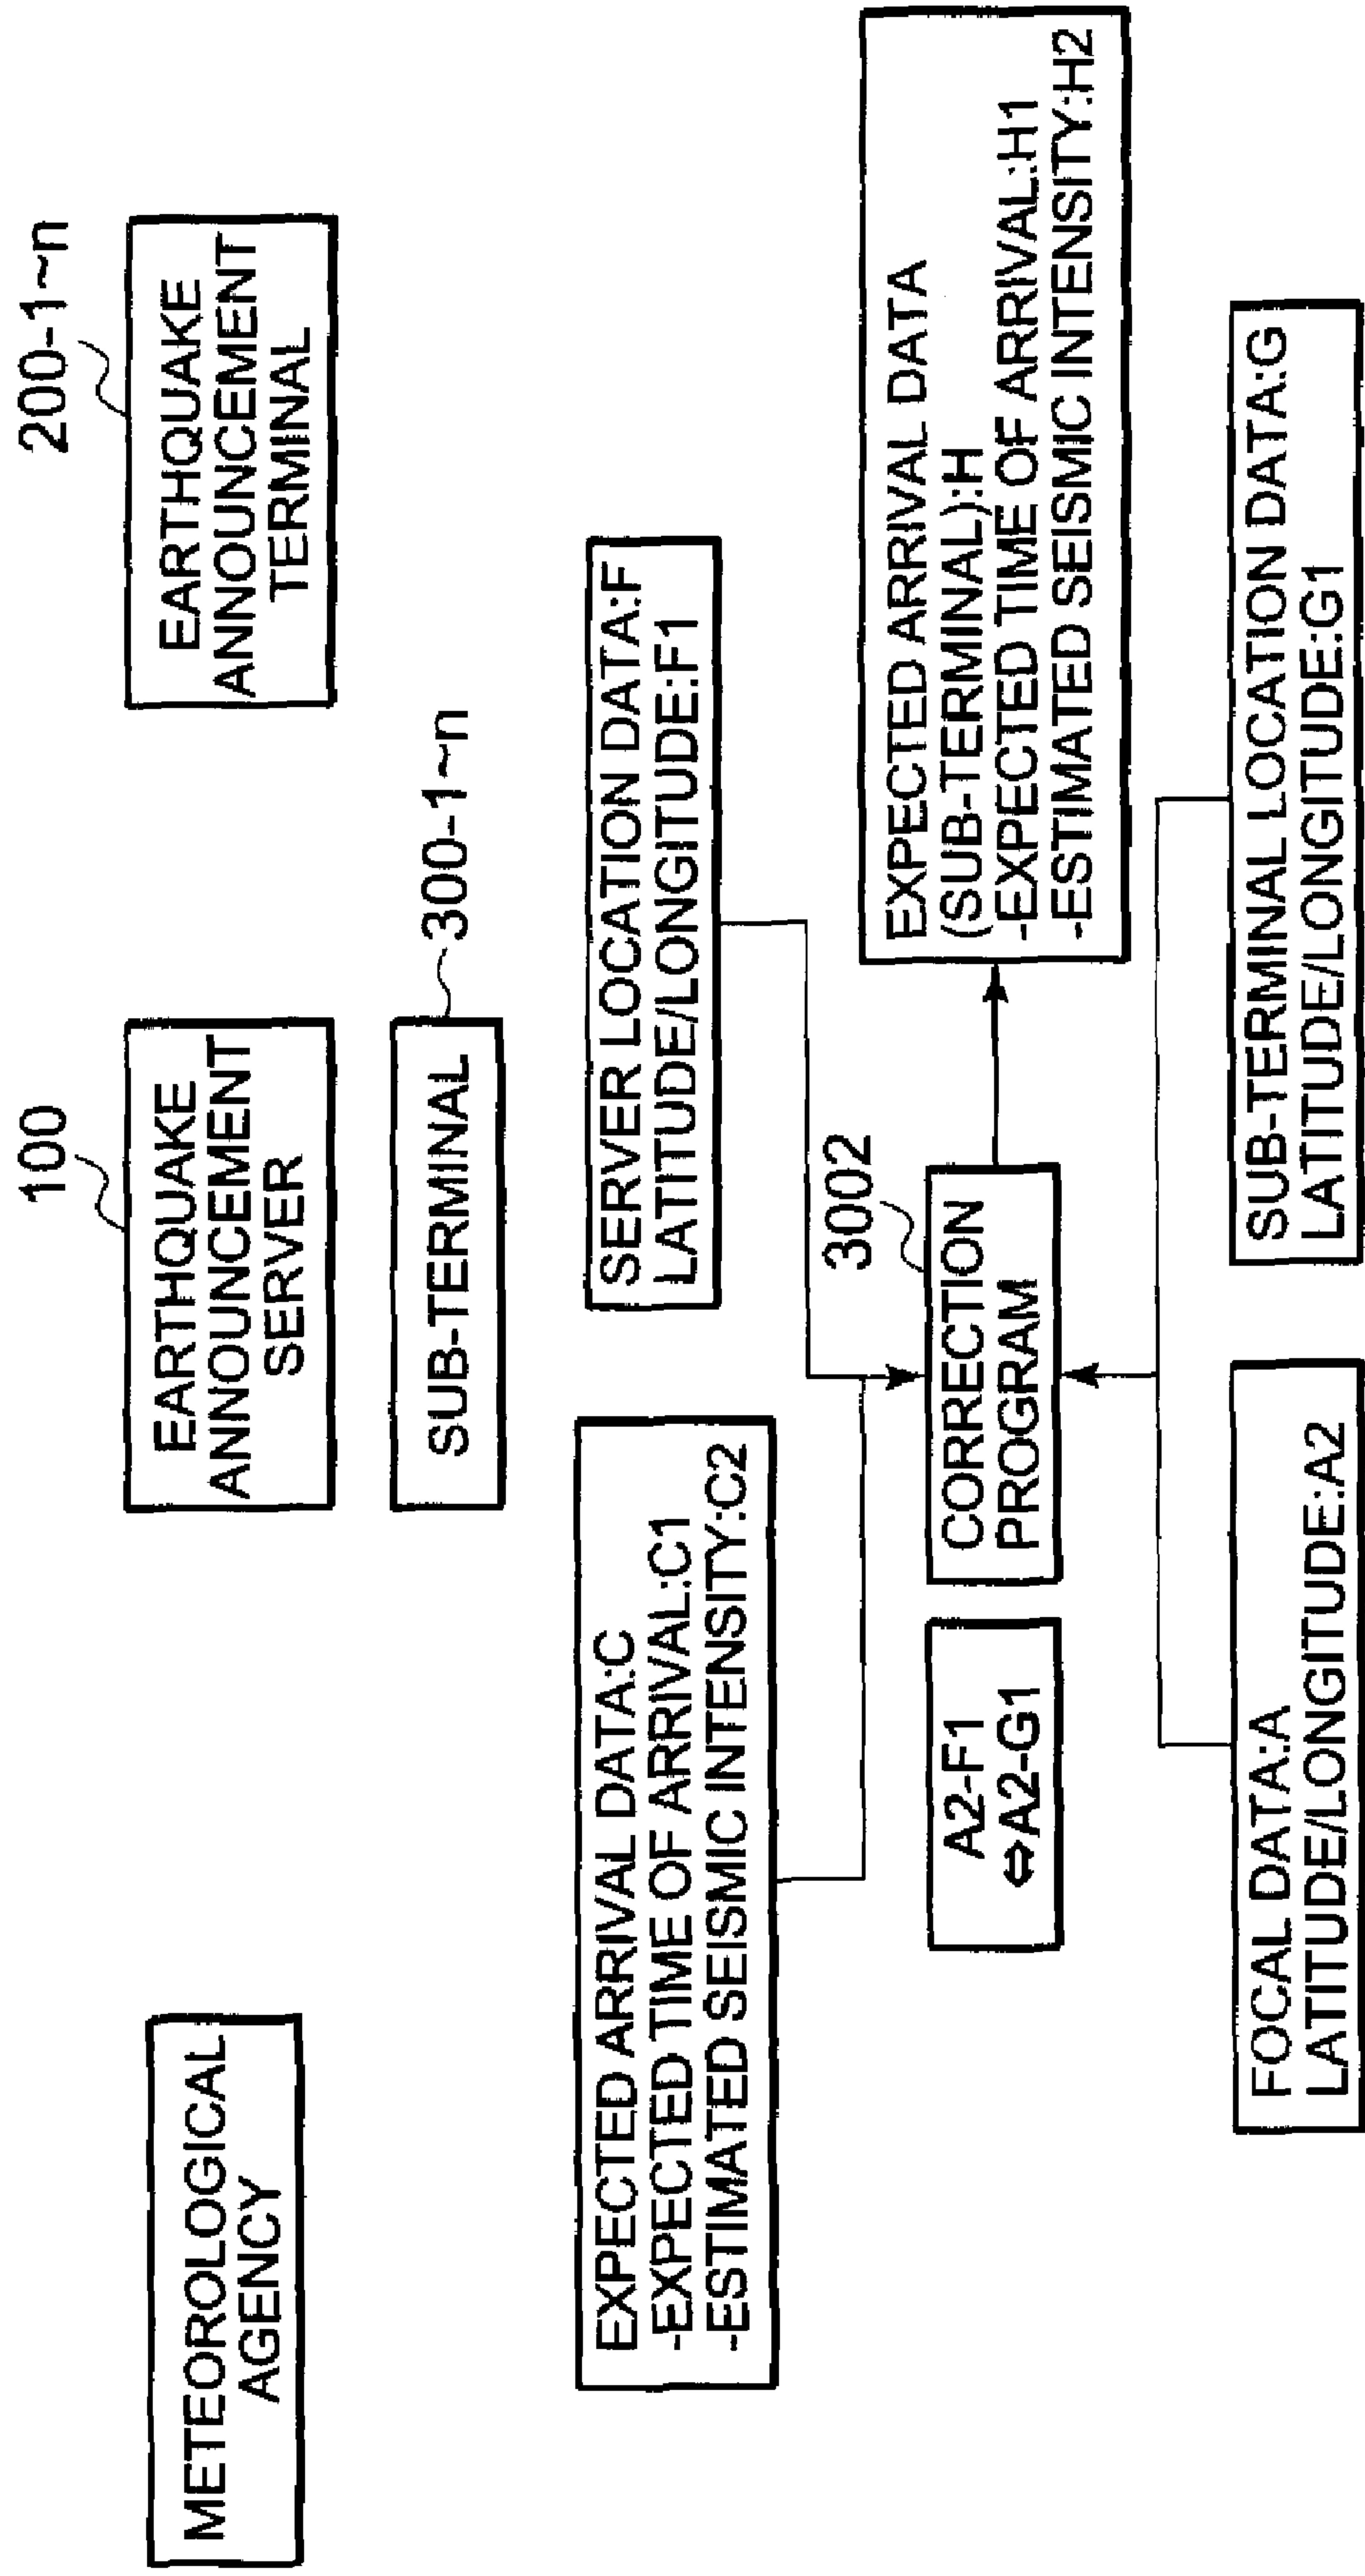 METEOROLOGICAL
AGENCY
100
EARTHQUAKE
ANNOUNCEMENT
SERVER
200-1~n
EARTHQUAKE
ANNOUNCEMENT
TERMINAL
SUB-TERMINAL
300-1~n
EXPECTED ARRIVAL DATA:C
-EXPECTED TIME OF ARRIVAL:C1
-ESTIMATED SEISMIC INTENSITY:C2
SERVER LOCATION DATA:F
LATITUDE/LONGITUDE:F1
A2-F1
⇔A2-G1
3002
CORRECTION
PROGRAM
EXPECTED ARRIVAL DATA
(SUB-TERMINAL):H
-EXPECTED TIME OF ARRIVAL:H1
-ESTIMATED SEISMIC INTENSITY:H2
FOCAL DATA:A
LATITUDE/LONGITUDE:A2
SUB-TERMINAL LOCATION DATA:G
LATITUDE/LONGITUDE:G1